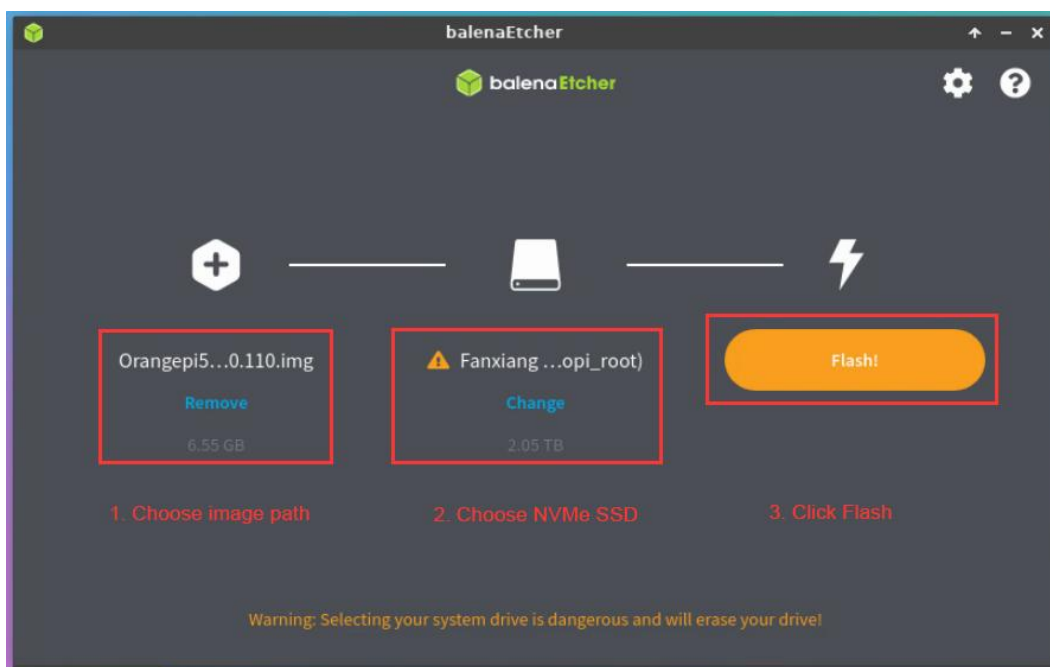 balenaEtcher
balenaEtcher
Orangepi5...0.110.img
Remove
6.55 GB
Fanxiang ...opi_root)
Change
2.05 TB
Flash!
1. Choose image path
2. Choose NVMe SSD
3. Click Flash
Warning: Selecting your system drive is dangerous and will erase your drive!